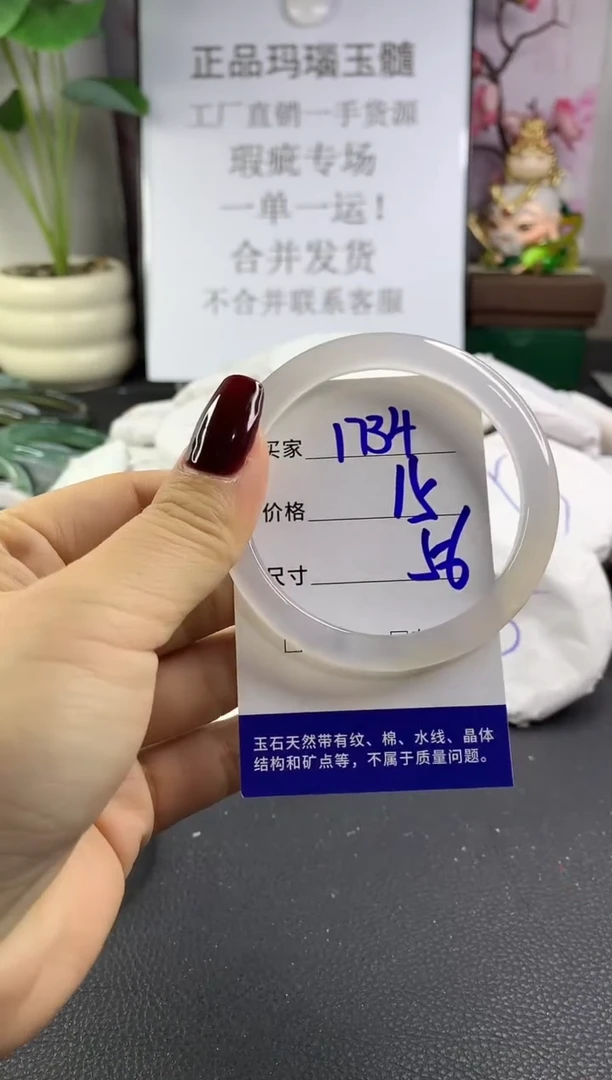 正品玛瑙玉髓
工厂直销一手货源
瑕疵专场
一单一运！
合并发货
不合并联系客服
买家 1734
价格 15
尺寸 56
玉石天然带有纹、棉、水线、晶体
结构和矿点等，不属于质量问题。